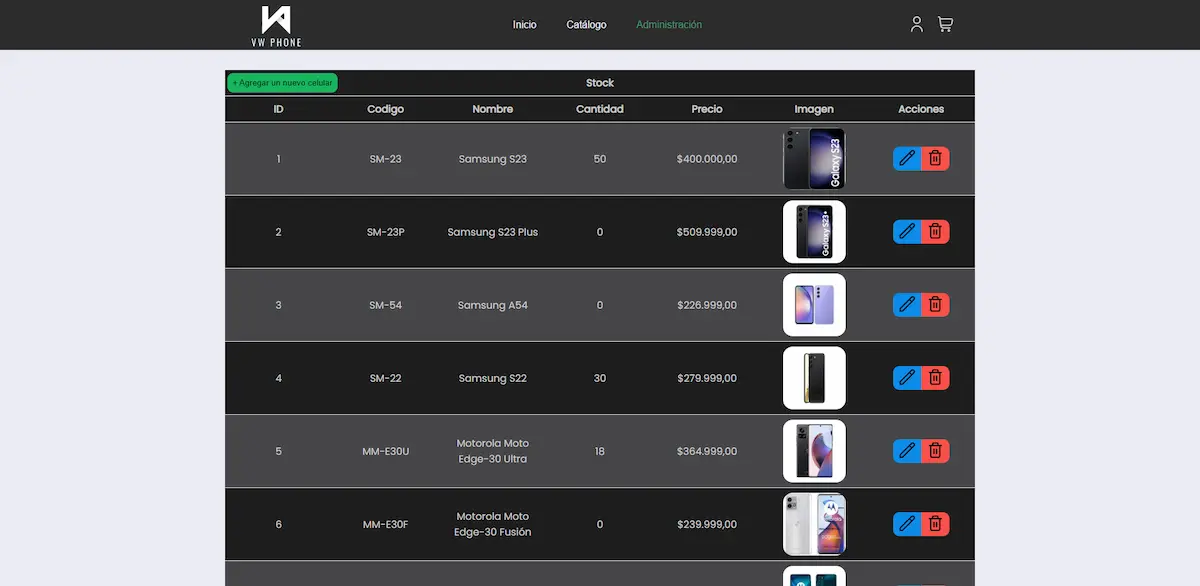 VW PHONE
Inicio
Catálogo
Administración
+ Agregar un nuevo celular
Stock
ID Codigo Nombre Cantidad Precio Imagen Acciones
1 SM-23 Samsung S23 50 $400.000,00
Galaxy S23
2 SM-23P Samsung S23 Plus 0 $509.999,00
Galaxy S23+
3 SM-54 Samsung A54 0 $226.999,00
4 SM-22 Samsung S22 30 $279.999,00
5 MM-E30U Motorola Moto
Edge-30 Ultra 18 $364.999,00
6 MM-E30F Motorola Moto
Edge-30 Fusión 0 $239.999,00